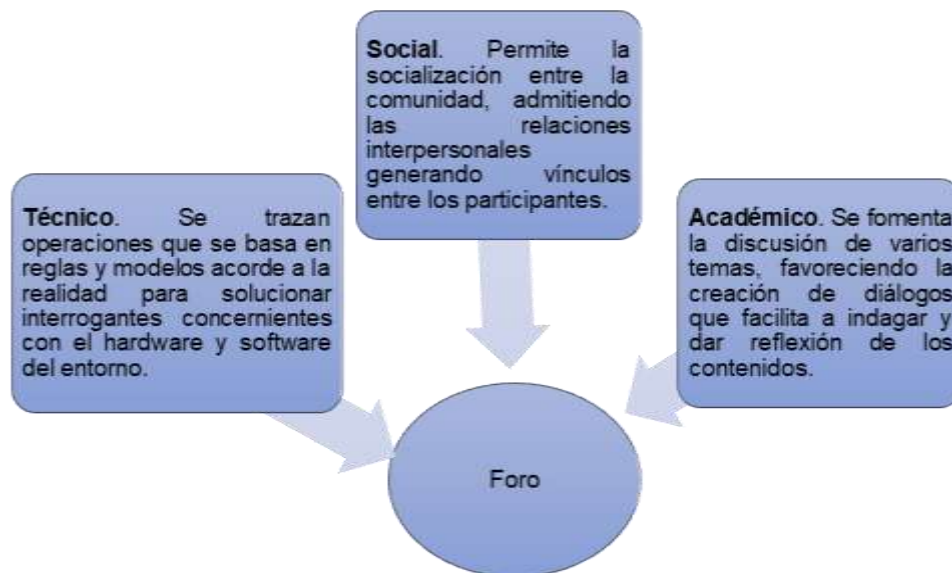 Social. Permite la
socialización entre la
comunidad, admitiendo
las relaciones
interpersonales
generando vínculos
entre los participantes.
Técnico. Se trazan
operaciones que se basa en
reglas y modelos acorde a la
realidad para solucionar
interrogantes concernientes
con el hardware y software
del entorno.
Académico. Se fomenta
la discusión de varios
temas, favoreciendo la
creación de diálogos
que facilita a indagar y
dar reflexión de los
contenidos.
Foro